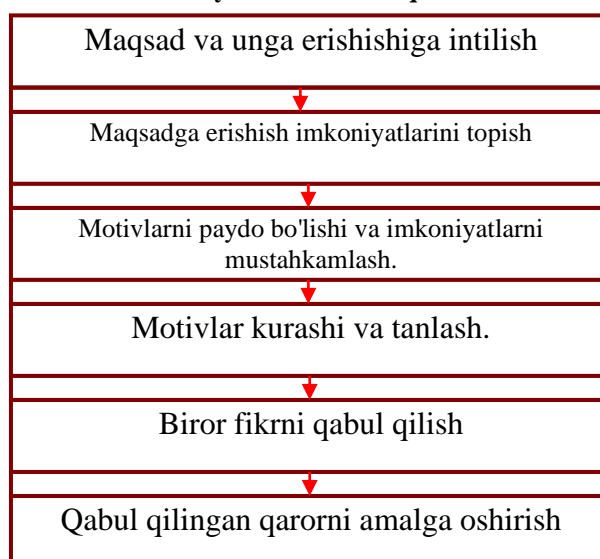 Maqsad va unga erishishiga intilish
Maqsadga erishish imkoniyatlarini topish
Motivlarni paydo bo'lishi va imkoniyatlarni
mustahkamlash.
Motivlar kurashi va tanlash.
Biror fikrni qabul qilish
Qabul qilingan qarorni amalga oshirish